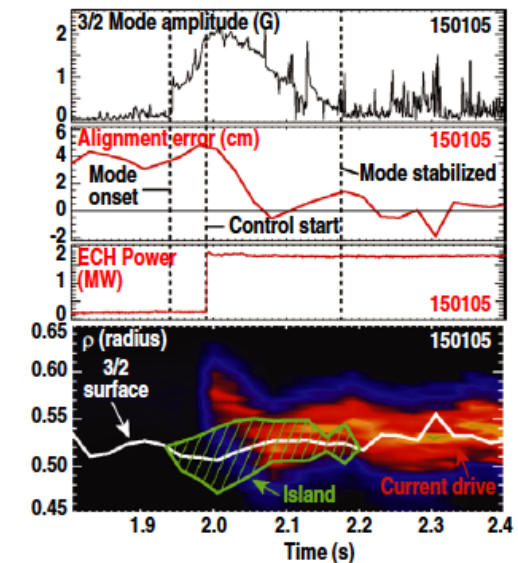 3/2 Mode amplitude (G) 150105
2
1
0
6
Alignment error (cm) 150105
4
Mode onset
Mode stabilized
2
0
Control start
-2
2
ECH Power (MW)
1
150105
0
0.65
ρ (radius) 150105
3/2 surface
0.60
0.55
0.50
Island
Current drive
0.45
1.9 2.0 2.1 2.2 2.3 2.4
Time (s)